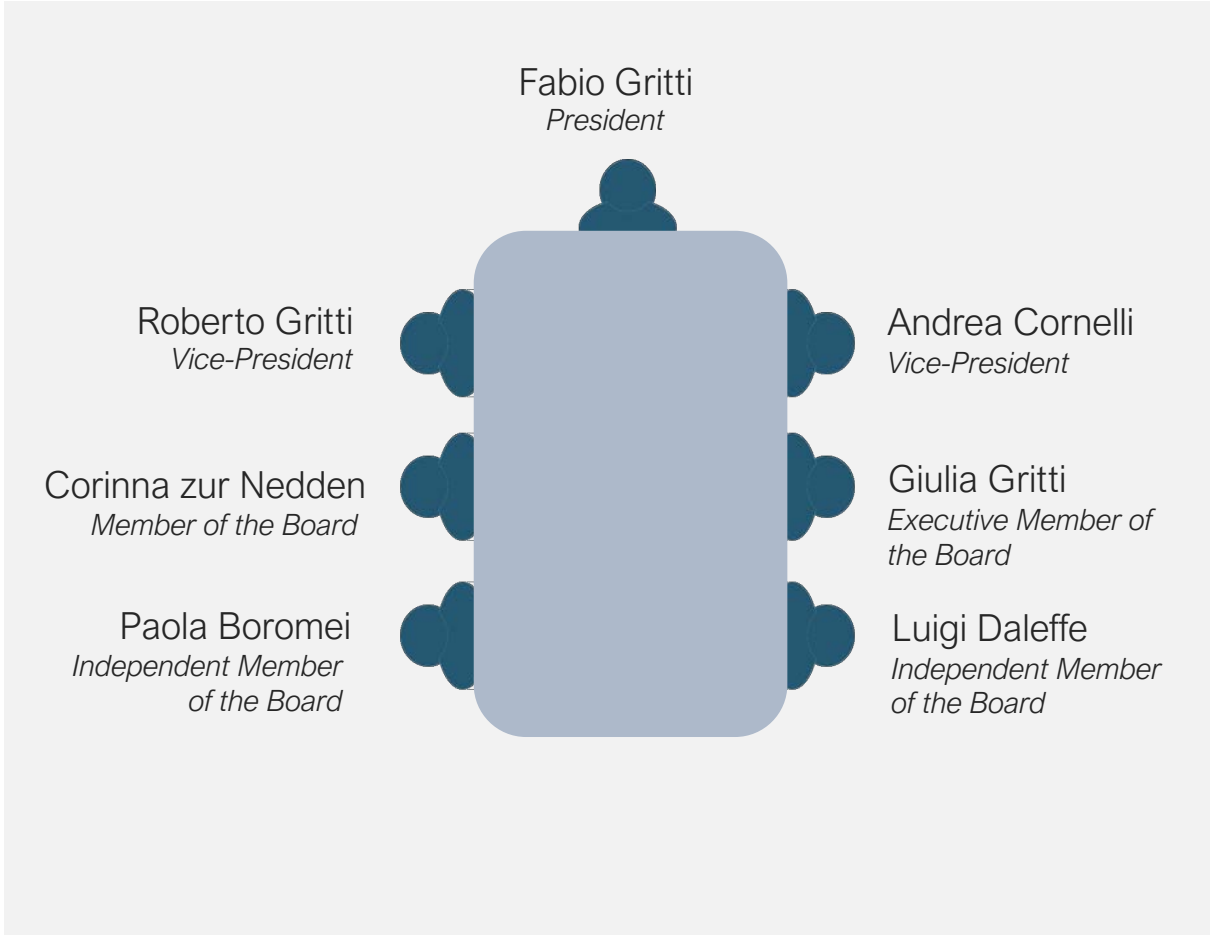 Fabio Gritti
President
Roberto Gritti
Vice-President
Andrea Cornelli
Vice-President
Corinna zur Nedden
Member of the Board
Giulia Gritti
Executive Member of
the Board
Paola Boromei
Independent Member
of the Board
Luigi Daleffe
Independent Member
of the Board